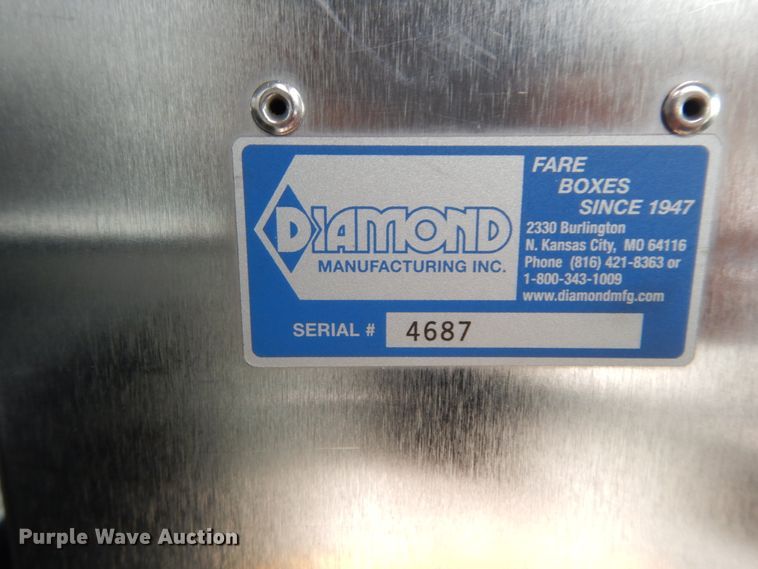 DIAMOND
MANUFACTURING INC.
FARE
BOXES
SINCE 1947
2330 Burlington
N. Kansas City, MO 64116
Phone (816) 421-8363 or
1-800-343-1009
www.diamondmfg.com
SERIAL # 4687
Purple Wave Auction